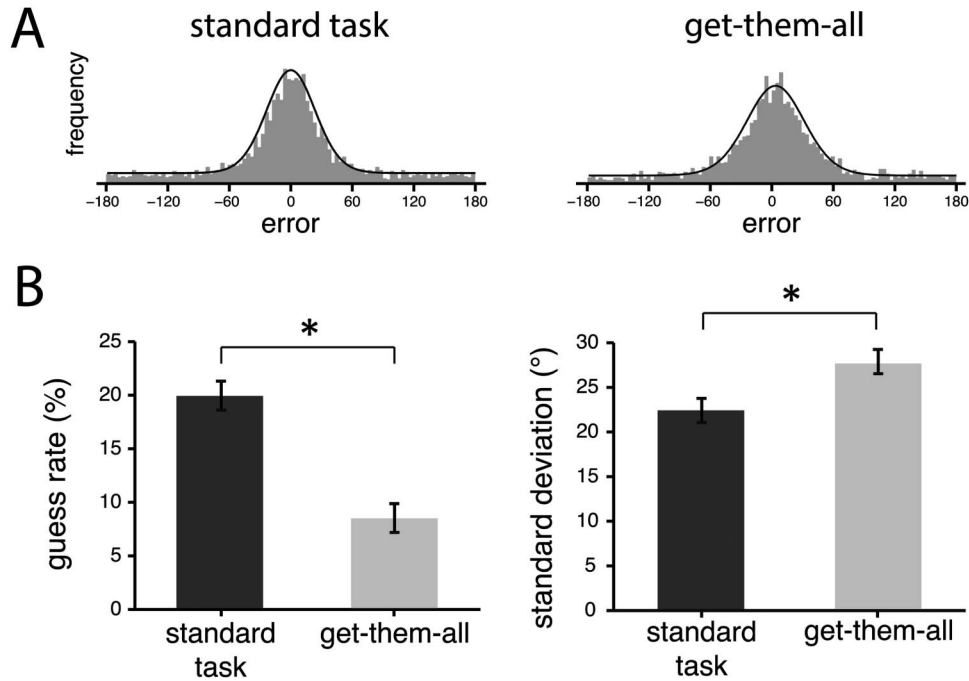 A
standard task
get-them-all
frequency
−180 −120 −60 0 60 120 180
error
−180 −120 −60 0 60 120 180
error
B
*
guess rate (%)
25
20
15
10
5
0
standard task
get-them-all
*
standard deviation (°)
30
25
20
15
10
5
0
standard task
get-them-all